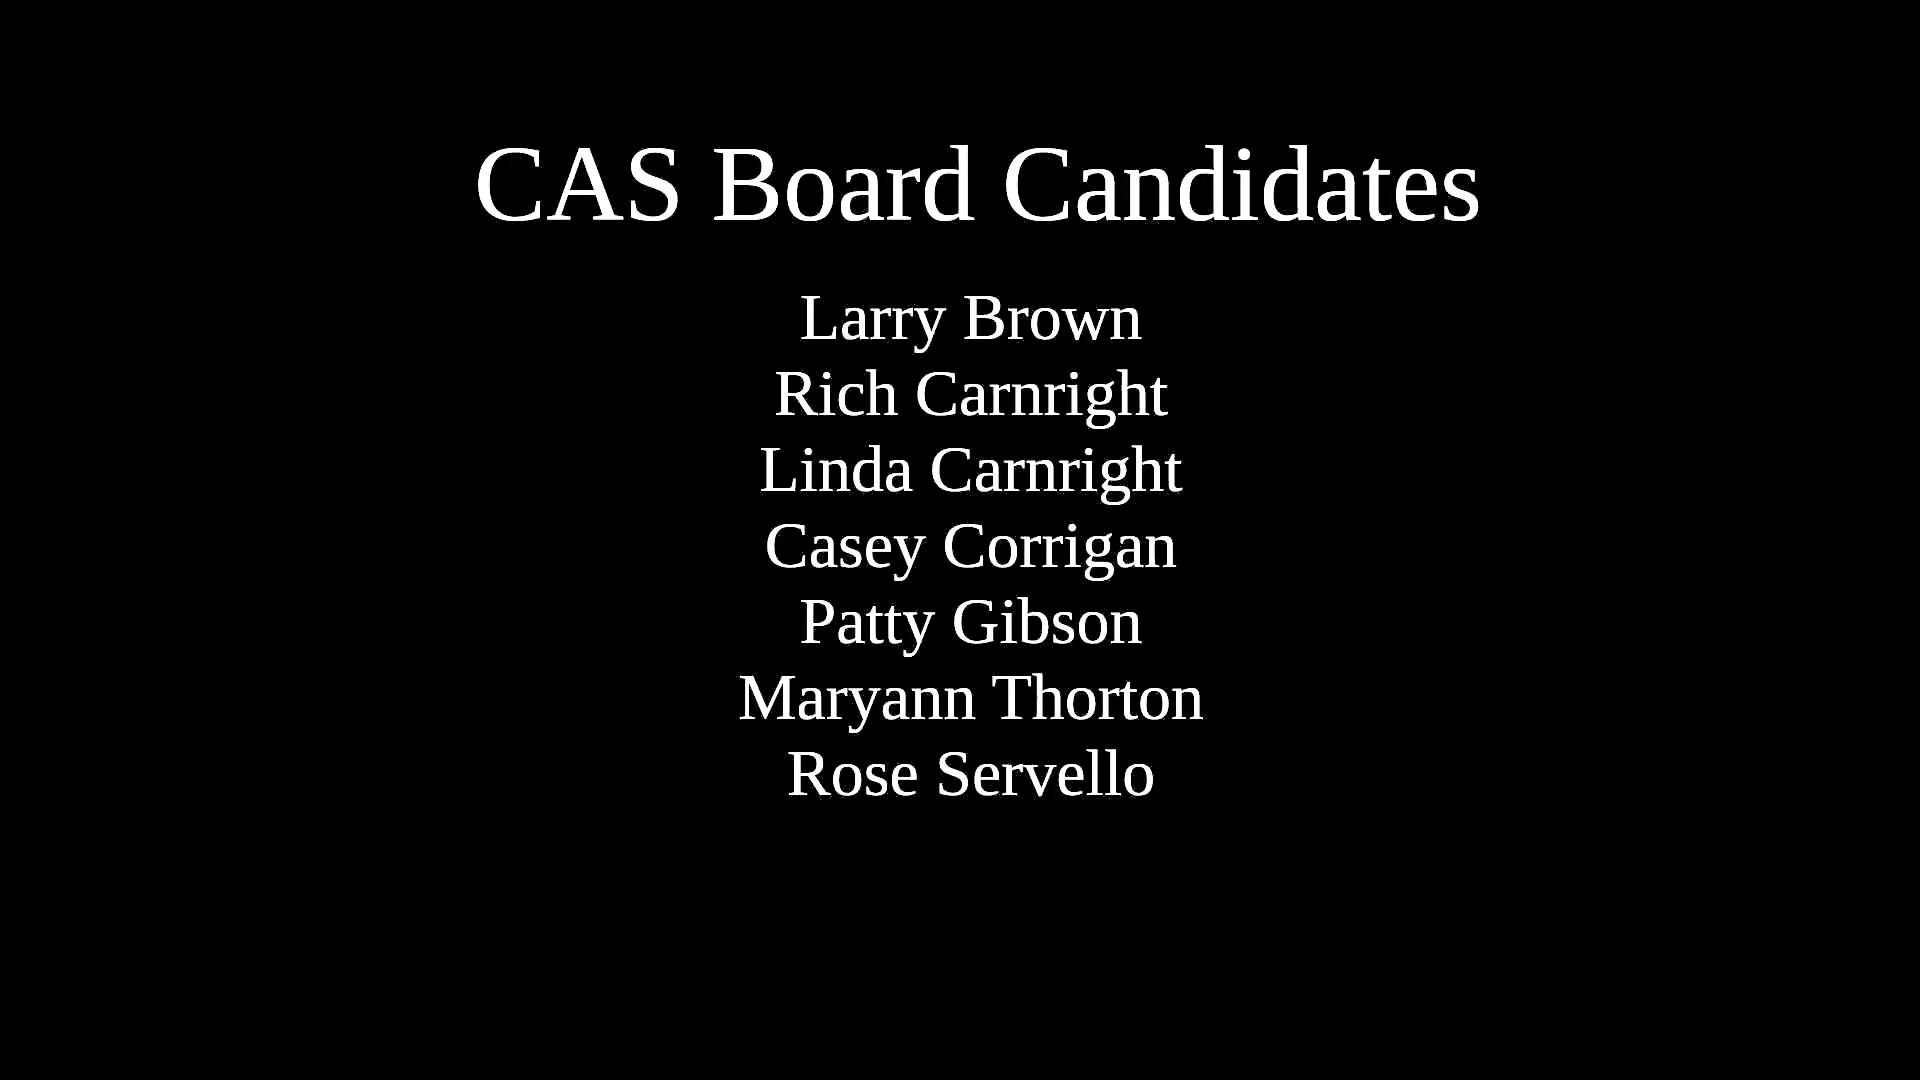 CAS Board Candidates
Larry Brown
Rich Carnright
Linda Carnright
Casey Corrigan
Patty Gibson
Maryann Thorton
Rose Servello